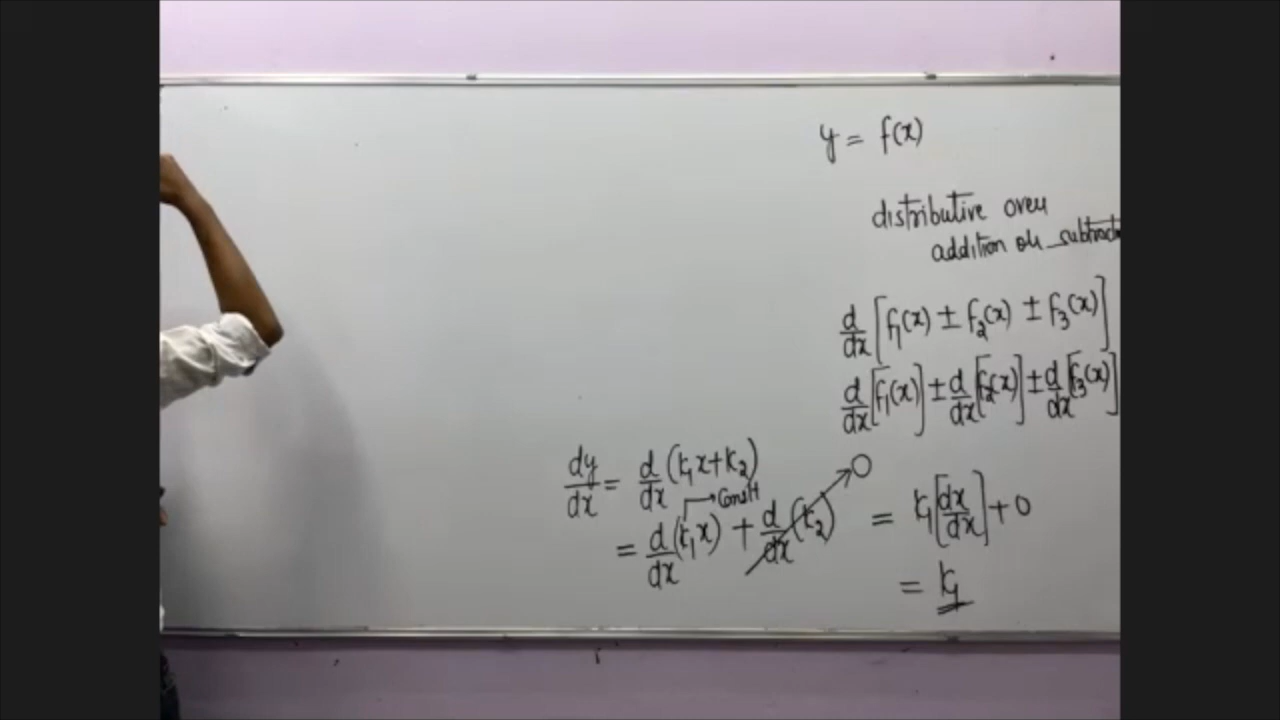 y = f(x)
distributive over
addition or subtract
d/dx [f₁(x) ± f₂(x) ± f₃(x)]
d/dx [f₁(x)] ± d/dx [f₂(x)] ± d/dx [f₃(x)]
dy/dx = d/dx (k₁x + k₂)
→ Constt
= d/dx (k₁x) + d/dx (k₂) → 0 = k₁ [dx/dx] + 0
= k₁